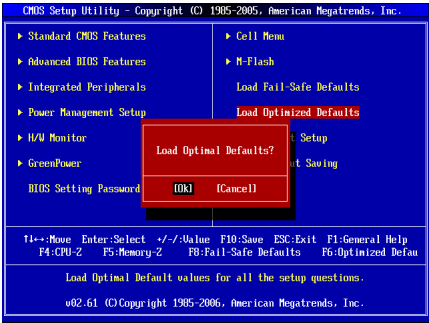 CMOS Setup Utility - Copyright (C) 1985-2005, American Megatrends, Inc.
► Standard CMOS Features
► Cell Menu
► Advanced BIOS Features
► M-Flash
► Integrated Peripherals
Load Fail-Safe Defaults
► Power Management Setup
Load Optimized Defaults
► H/W Monitor
t Setup
► GreenPower
ut Saving
BIOS Setting Password
Load Optimal Defaults?
[Ok] [Cancel]
↑↓↔:Move Enter:Select +/-/:Value F10:Save ESC:Exit F1:General Help
F4:CPU-Z F5:Memory-Z F8:Fail-Safe Defaults F6:Optimized Defau
Load Optimal Default values for all the setup questions.
v02.61 (C)Copyright 1985-2006, American Megatrends, Inc.